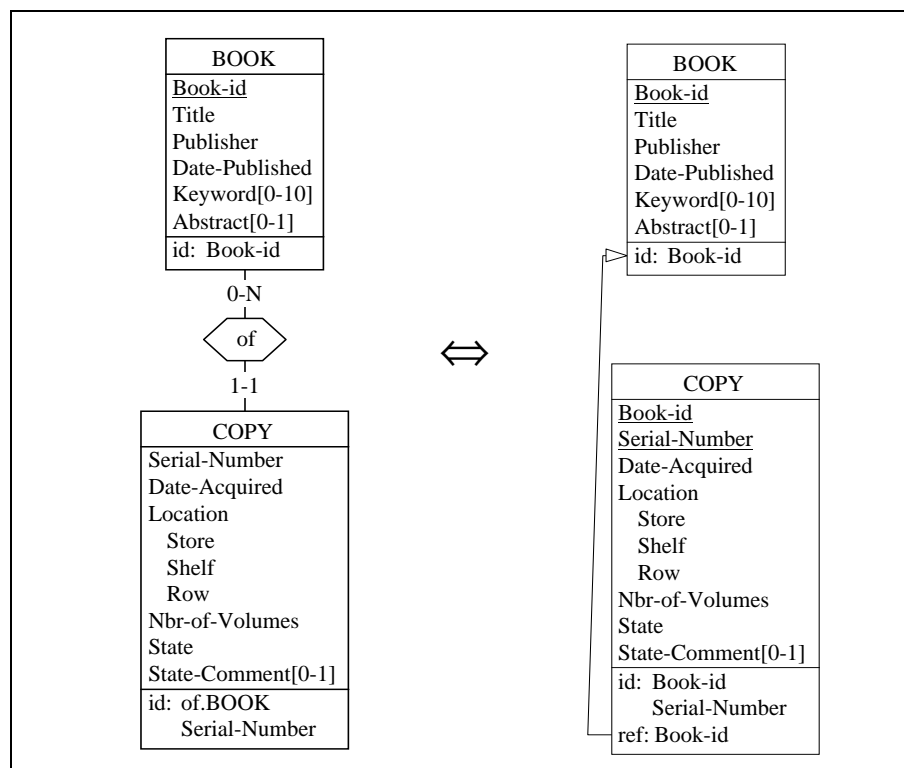 BOOK
Book-id
Title
Publisher
Date-Published
Keyword[0-10]
Abstract[0-1]
id: Book-id
0-N
of
1-1
COPY
Serial-Number
Date-Acquired
Location
Store
Shelf
Row
Nbr-of-Volumes
State
State-Comment[0-1]
id: of.BOOK
Serial-Number
⇔
BOOK
Book-id
Title
Publisher
Date-Published
Keyword[0-10]
Abstract[0-1]
id: Book-id
COPY
Book-id
Serial-Number
Date-Acquired
Location
Store
Shelf
Row
Nbr-of-Volumes
State
State-Comment[0-1]
id: Book-id
Serial-Number
ref: Book-id